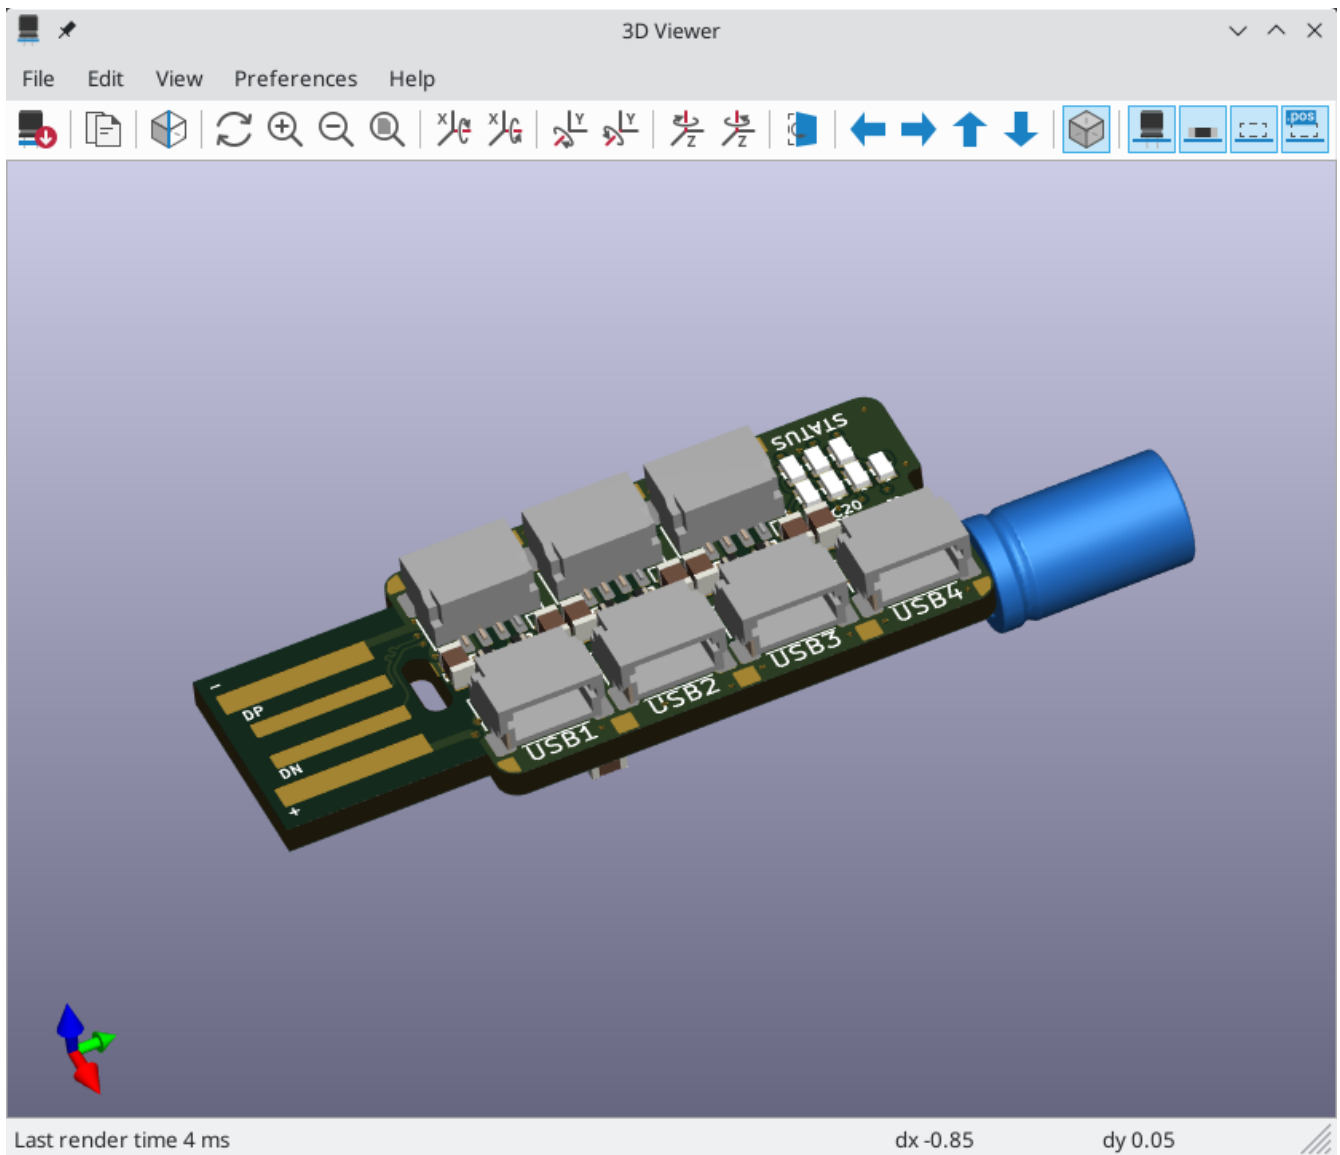 3D Viewer
File Edit View Preferences Help
Y
Y
X
X
Z
Z
.pos
STATUS
C20
USB4
USB3
USB2
USB1
-
DP
DN
+
Last render time 4 ms dx -0.85 dy 0.05